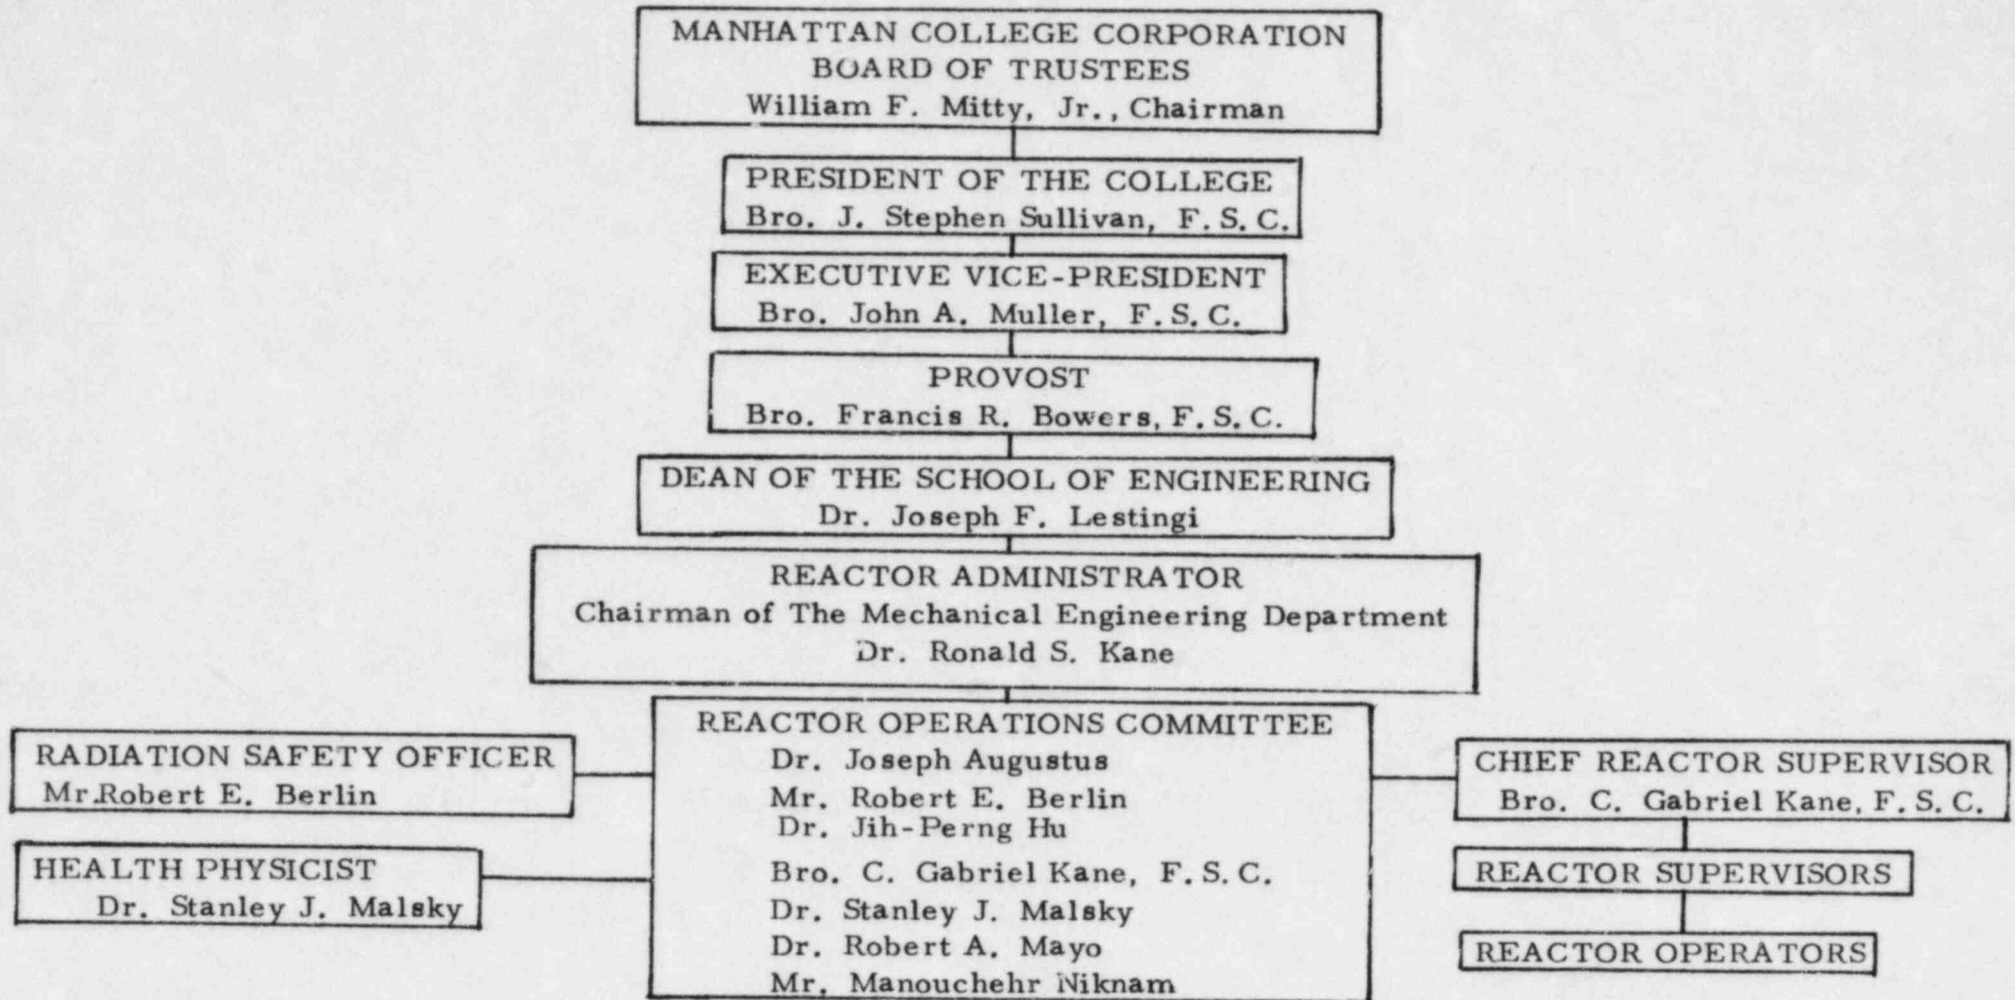 MANHATTAN COLLEGE CORPORATION
BOARD OF TRUSTEES
William F. Mitty, Jr., Chairman
PRESIDENT OF THE COLLEGE
Bro. J. Stephen Sullivan, F.S.C.
EXECUTIVE VICE-PRESIDENT
Bro. John A. Muller, F.S.C.
PROVOST
Bro. Francis R. Bowers, F.S.C.
DEAN OF THE SCHOOL OF ENGINEERING
Dr. Joseph F. Lestingi
REACTOR ADMINISTRATOR
Chairman of The Mechanical Engineering Department
Dr. Ronald S. Kane
RADIATION SAFETY OFFICER
Mr.Robert E. Berlin
HEALTH PHYSICIST
Dr. Stanley J. Malsky
REACTOR OPERATIONS COMMITTEE
Dr. Joseph Augustus
Mr. Robert E. Berlin
Dr. Jih-Perng Hu
Bro. C. Gabriel Kane, F.S.C.
Dr. Stanley J. Malsky
Dr. Robert A. Mayo
Mr. Manouchehr Niknam
CHIEF REACTOR SUPERVISOR
Bro. C. Gabriel Kane, F.S.C.
REACTOR SUPERVISORS
REACTOR OPERATORS